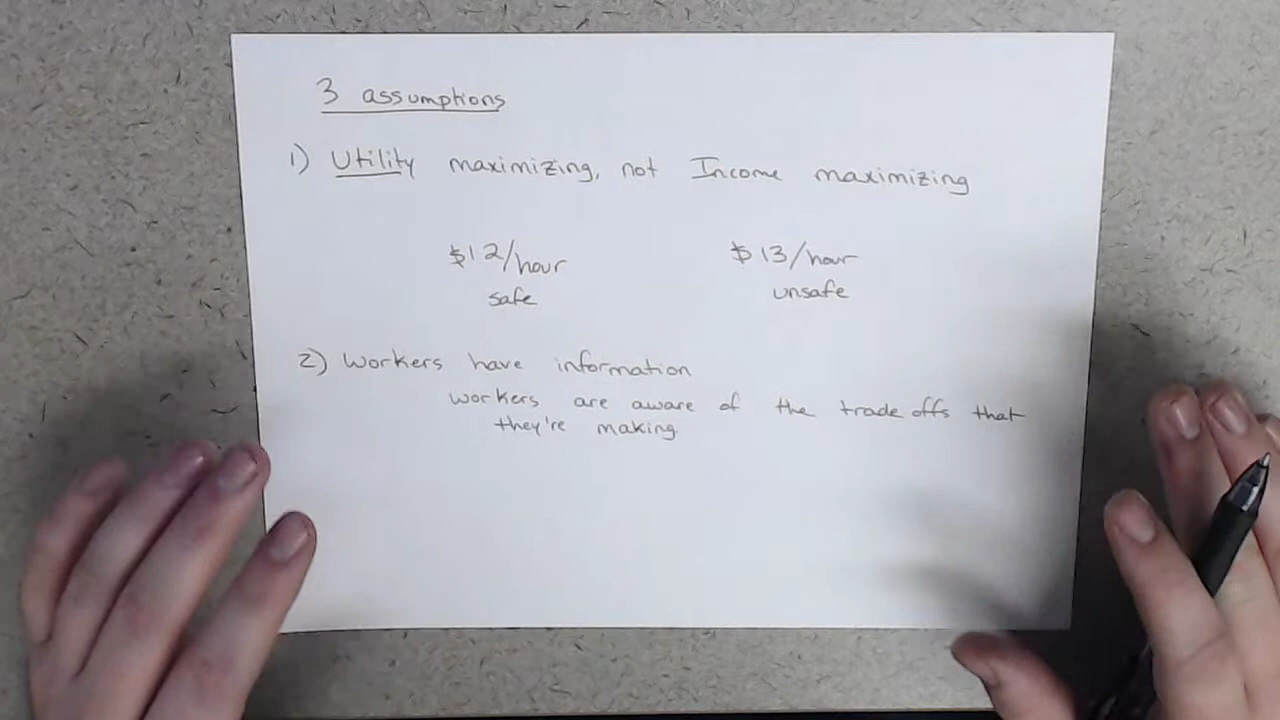 3 assumptions
1) Utility maximizing, not Income maximizing
$12/hour $13/hour
safe unsafe
2) Workers have information
workers are aware of the trade offs that
they're making.